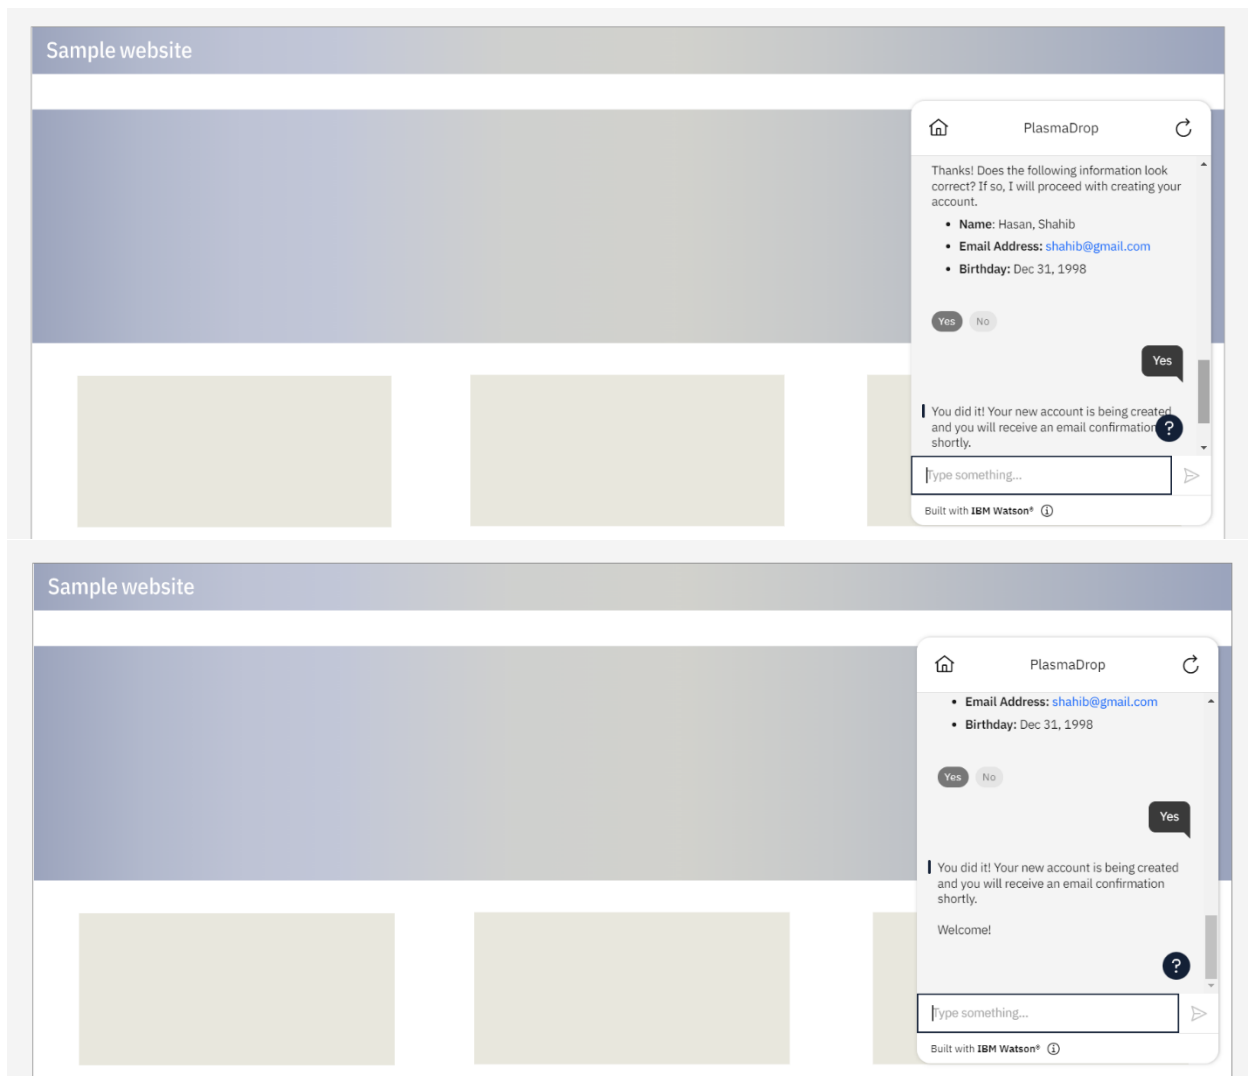 Sample website
PlasmaDrop
Thanks! Does the following information look
correct? If so, I will proceed with creating your
account.
• Name: Hasan, Shahib
• Email Address: shahib@gmail.com
• Birthday: Dec 31, 1998
Yes No
Yes
You did it! Your new account is being created
and you will receive an email confirmation
shortly.
?
Type something...
Built with IBM Watson®
Sample website
PlasmaDrop
• Email Address: shahib@gmail.com
• Birthday: Dec 31, 1998
Yes No
Yes
You did it! Your new account is being created
and you will receive an email confirmation
shortly.
Welcome!
?
Type something...
Built with IBM Watson®